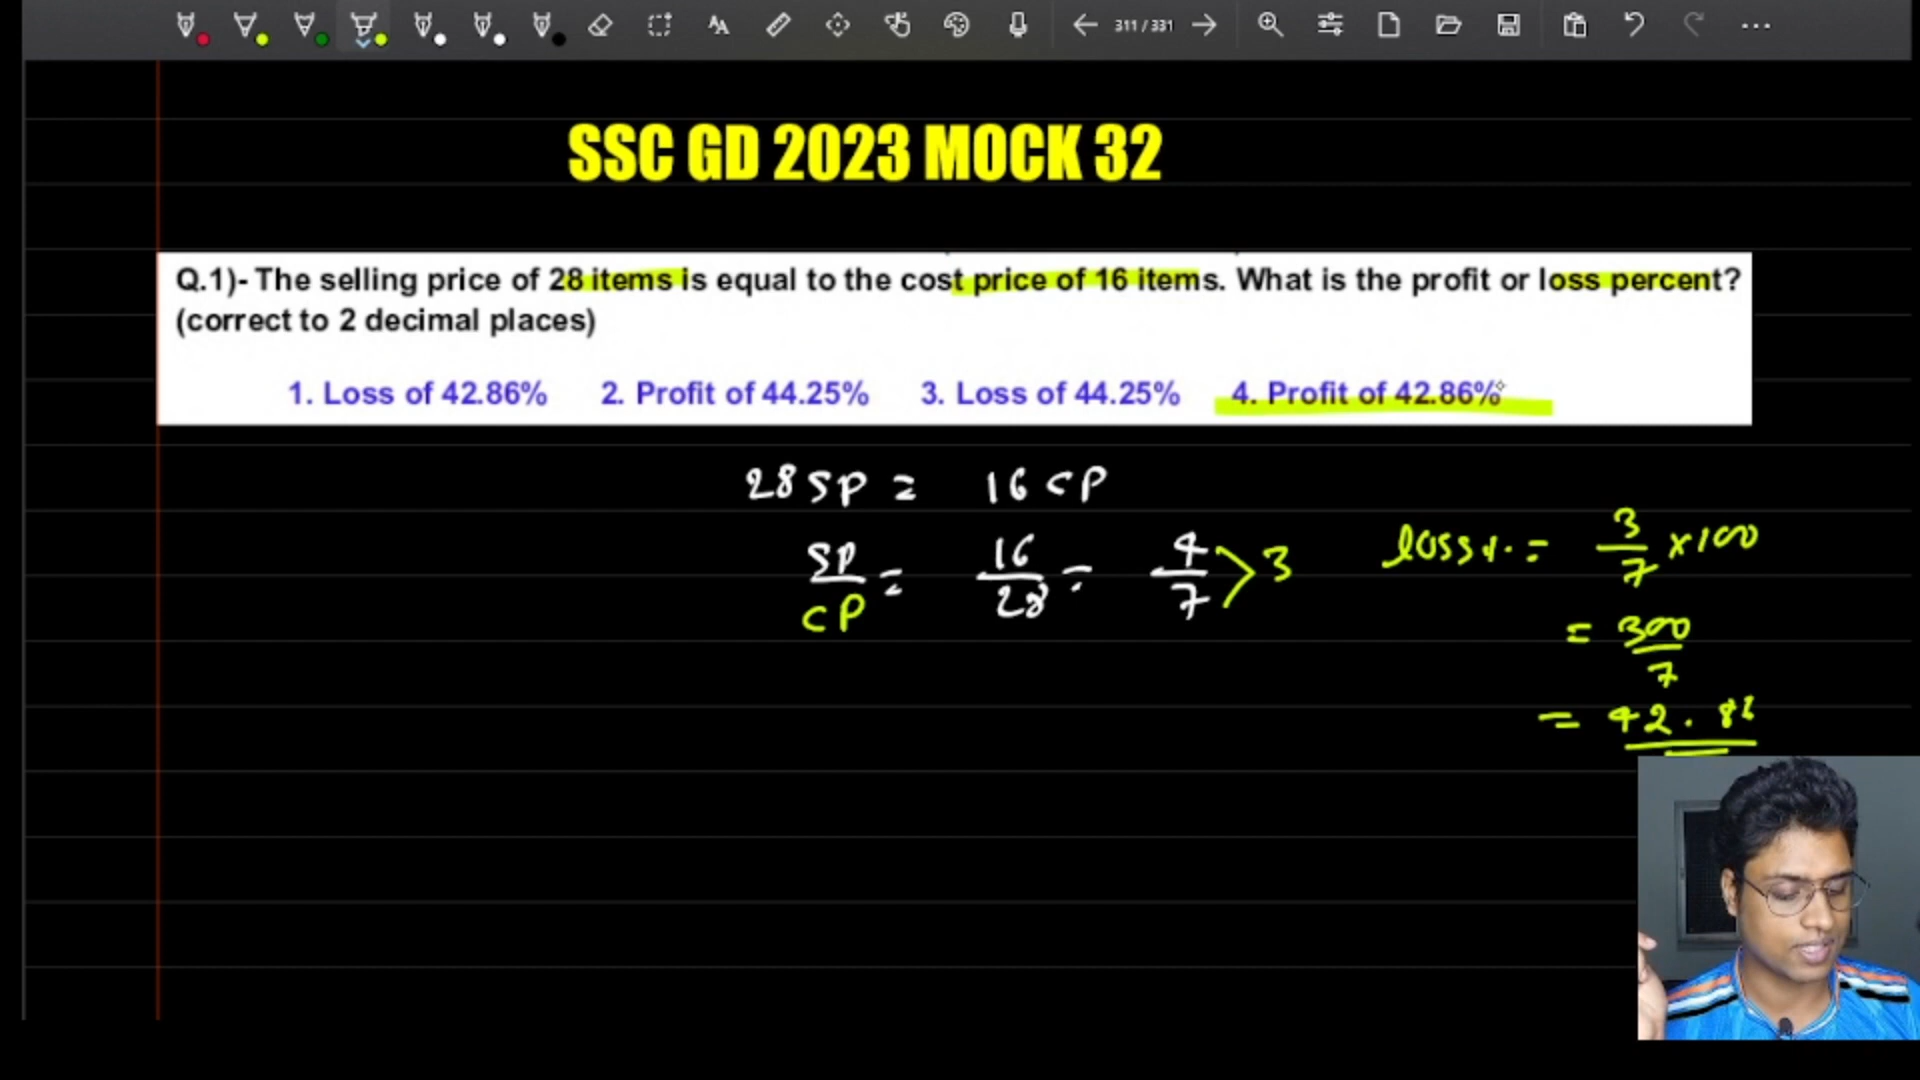 311 / 331
SSC GD 2023 MOCK 32
Q.1)- The selling price of 28 items is equal to the cost price of 16 items. What is the profit or loss percent?
(correct to 2 decimal places)
1. Loss of 42.86% 2. Profit of 44.25% 3. Loss of 44.25% 4. Profit of 42.86%
28 SP = 16 CP
SP/CP = 16/28 = 4/7 > 3
loss%. = 3/7 x100
= 300/7
= 42.86